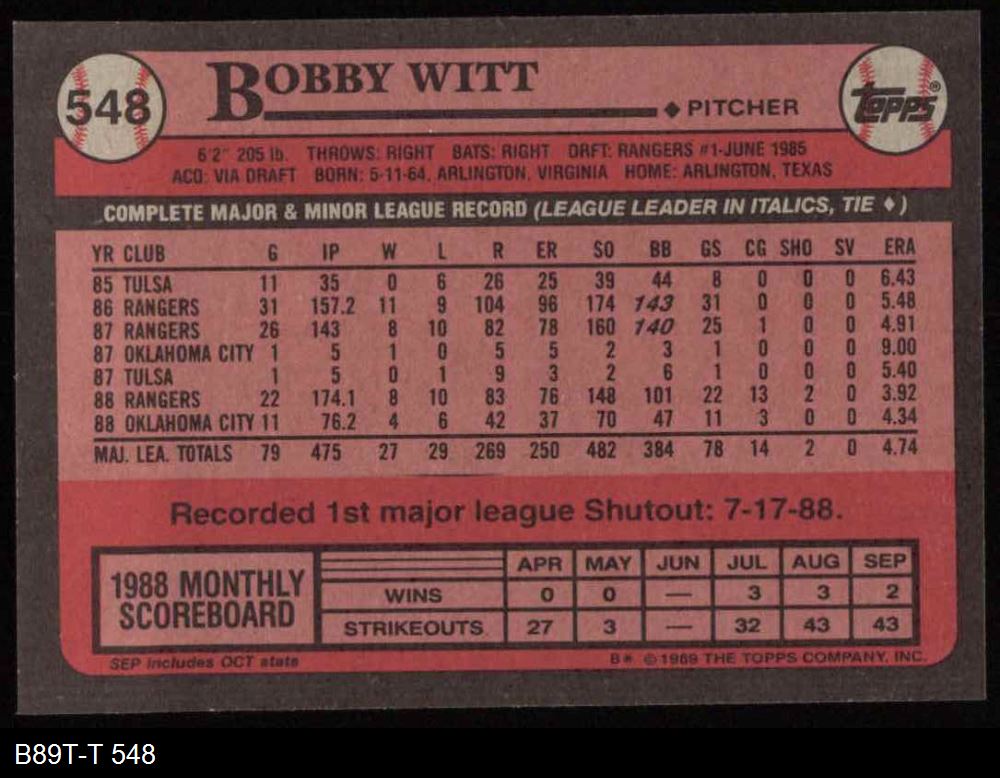 548
BOBBY WITT
◆ PITCHER
topps®
6'2" 205 lb. THROWS: RIGHT BATS: RIGHT DRFT: RANGERS #1-JUNE 1985
ACQ: VIA DRAFT BORN: 5-11-64, ARLINGTON, VIRGINIA HOME: ARLINGTON, TEXAS
COMPLETE MAJOR & MINOR LEAGUE RECORD (LEAGUE LEADER IN ITALICS, TIE ♦)
YR CLUB G IP W L R ER SO BB GS CG SHO SV ERA
85 TULSA 11 35 0 6 26 25 39 44 8 0 0 0 6.43
86 RANGERS 31 157.2 11 9 104 96 174 143 31 0 0 0 5.48
87 RANGERS 26 143 8 10 82 78 160 140 25 1 0 0 4.91
87 OKLAHOMA CITY 1 5 1 0 5 5 2 3 1 0 0 0 9.00
87 TULSA 1 5 0 1 9 3 2 6 1 0 0 0 5.40
88 RANGERS 22 174.1 8 10 83 76 148 101 22 13 2 0 3.92
88 OKLAHOMA CITY 11 76.2 4 6 42 37 70 47 11 3 0 0 4.34
MAJ. LEA. TOTALS 79 475 27 29 269 250 482 384 78 14 2 0 4.74
Recorded 1st major league Shutout: 7-17-88.
1988 MONTHLY SCOREBOARD
APR MAY JUN JUL AUG SEP
WINS 0 0 — 3 3 2
STRIKEOUTS 27 3 — 32 43 43
SEP includes OCT stats
B* © 1989 THE TOPPS COMPANY, INC.
B89T-T 548